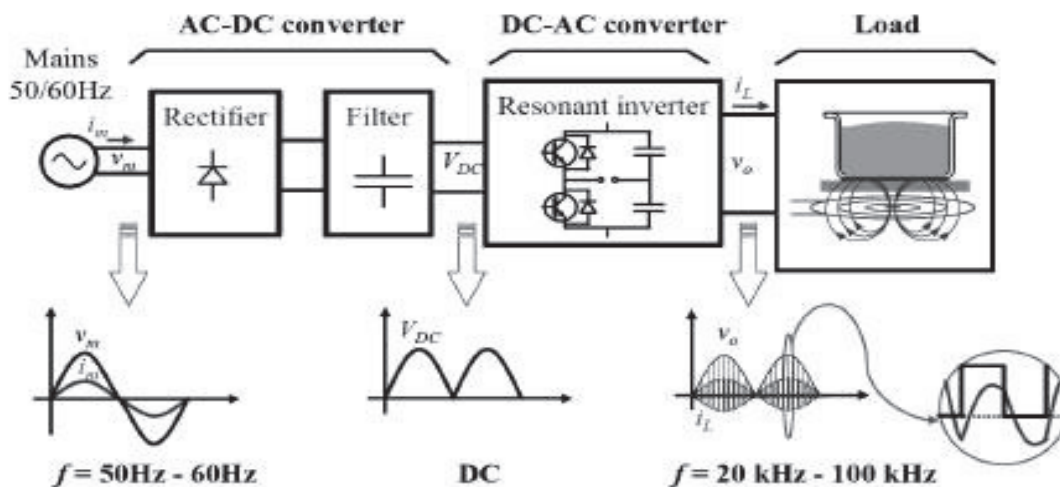 AC-DC converter
DC-AC converter
Load
Mains
50/60Hz
i_m
v_m
Rectifier
Filter
V_DC
Resonant inverter
i_L
v_o
v_m
i_m
V_DC
v_o
i_L
f = 50Hz - 60Hz
DC
f = 20 kHz - 100 kHz